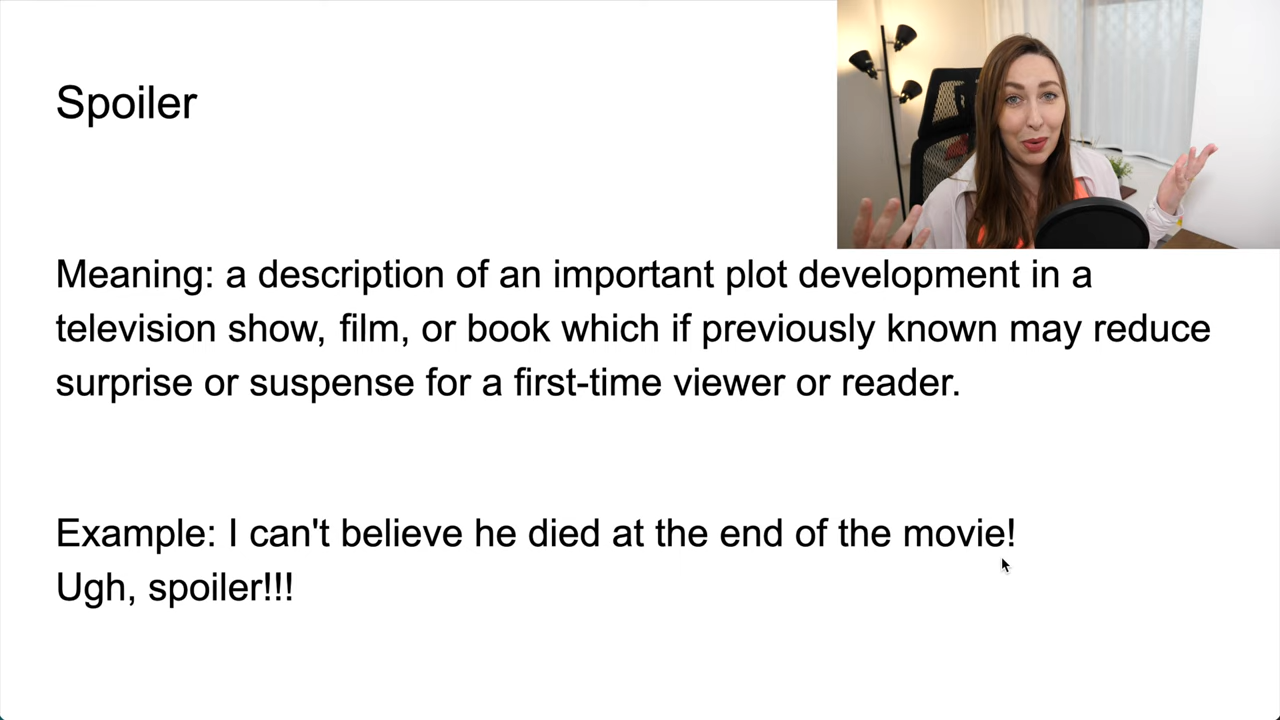 Spoiler
Meaning: a description of an important plot development in a
television show, film, or book which if previously known may reduce
surprise or suspense for a first-time viewer or reader.
Example: I can't believe he died at the end of the movie!
Ugh, spoiler!!!